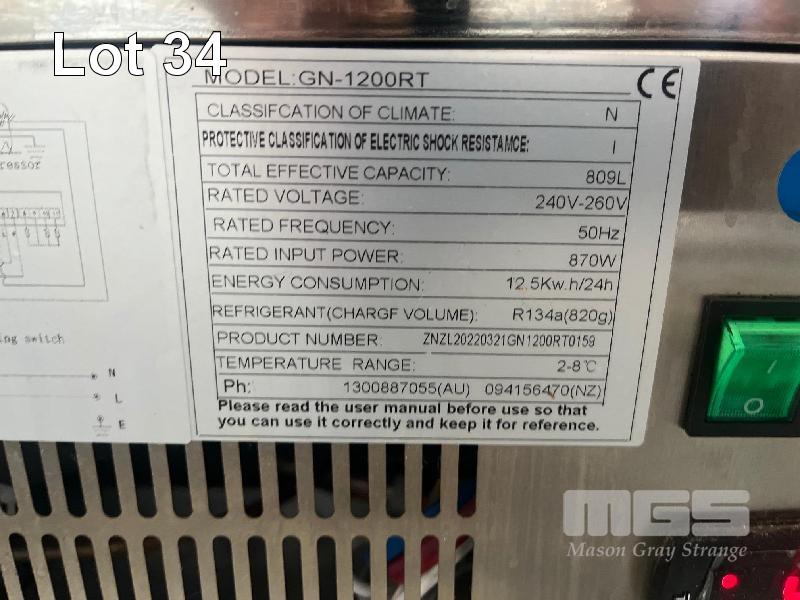 Lot 34
MODEL:GN-1200RT
CE
CLASSIFCATION OF CLIMATE: N
PROTECTIVE CLASSIFICATION OF ELECTRIC SHOCK RESISTAMCE: I
TOTAL EFFECTIVE CAPACITY: 809L
RATED VOLTAGE: 240V-260V
RATED FREQUENCY: 50Hz
RATED INPUT POWER: 870W
ENERGY CONSUMPTION: 12.5Kw.h/24h
REFRIGERANT(CHARGF VOLUME): R134a(820g)
PRODUCT NUMBER: ZNZL20220321GN1200RT0159
TEMPERATURE RANGE: 2-8℃
Ph: 1300887055(AU) 094156470(NZ)
Please read the user manual before use so that
you can use it correctly and keep it for reference.
switch
N
L
E
MGS
Mason Gray Strange